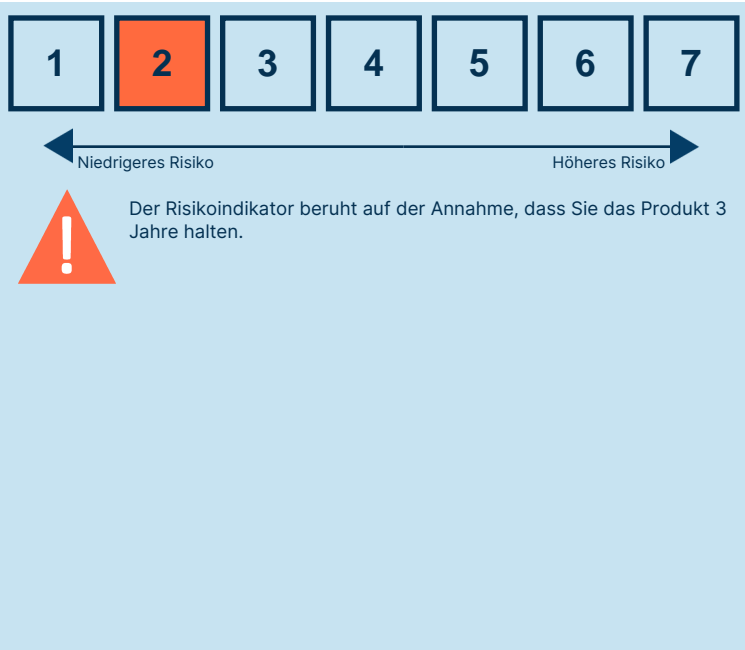 1 2 3 4 5 6 7
Niedrigeres Risiko Höheres Risiko
Der Risikoindikator beruht auf der Annahme, dass Sie das Produkt 3
Jahre halten.